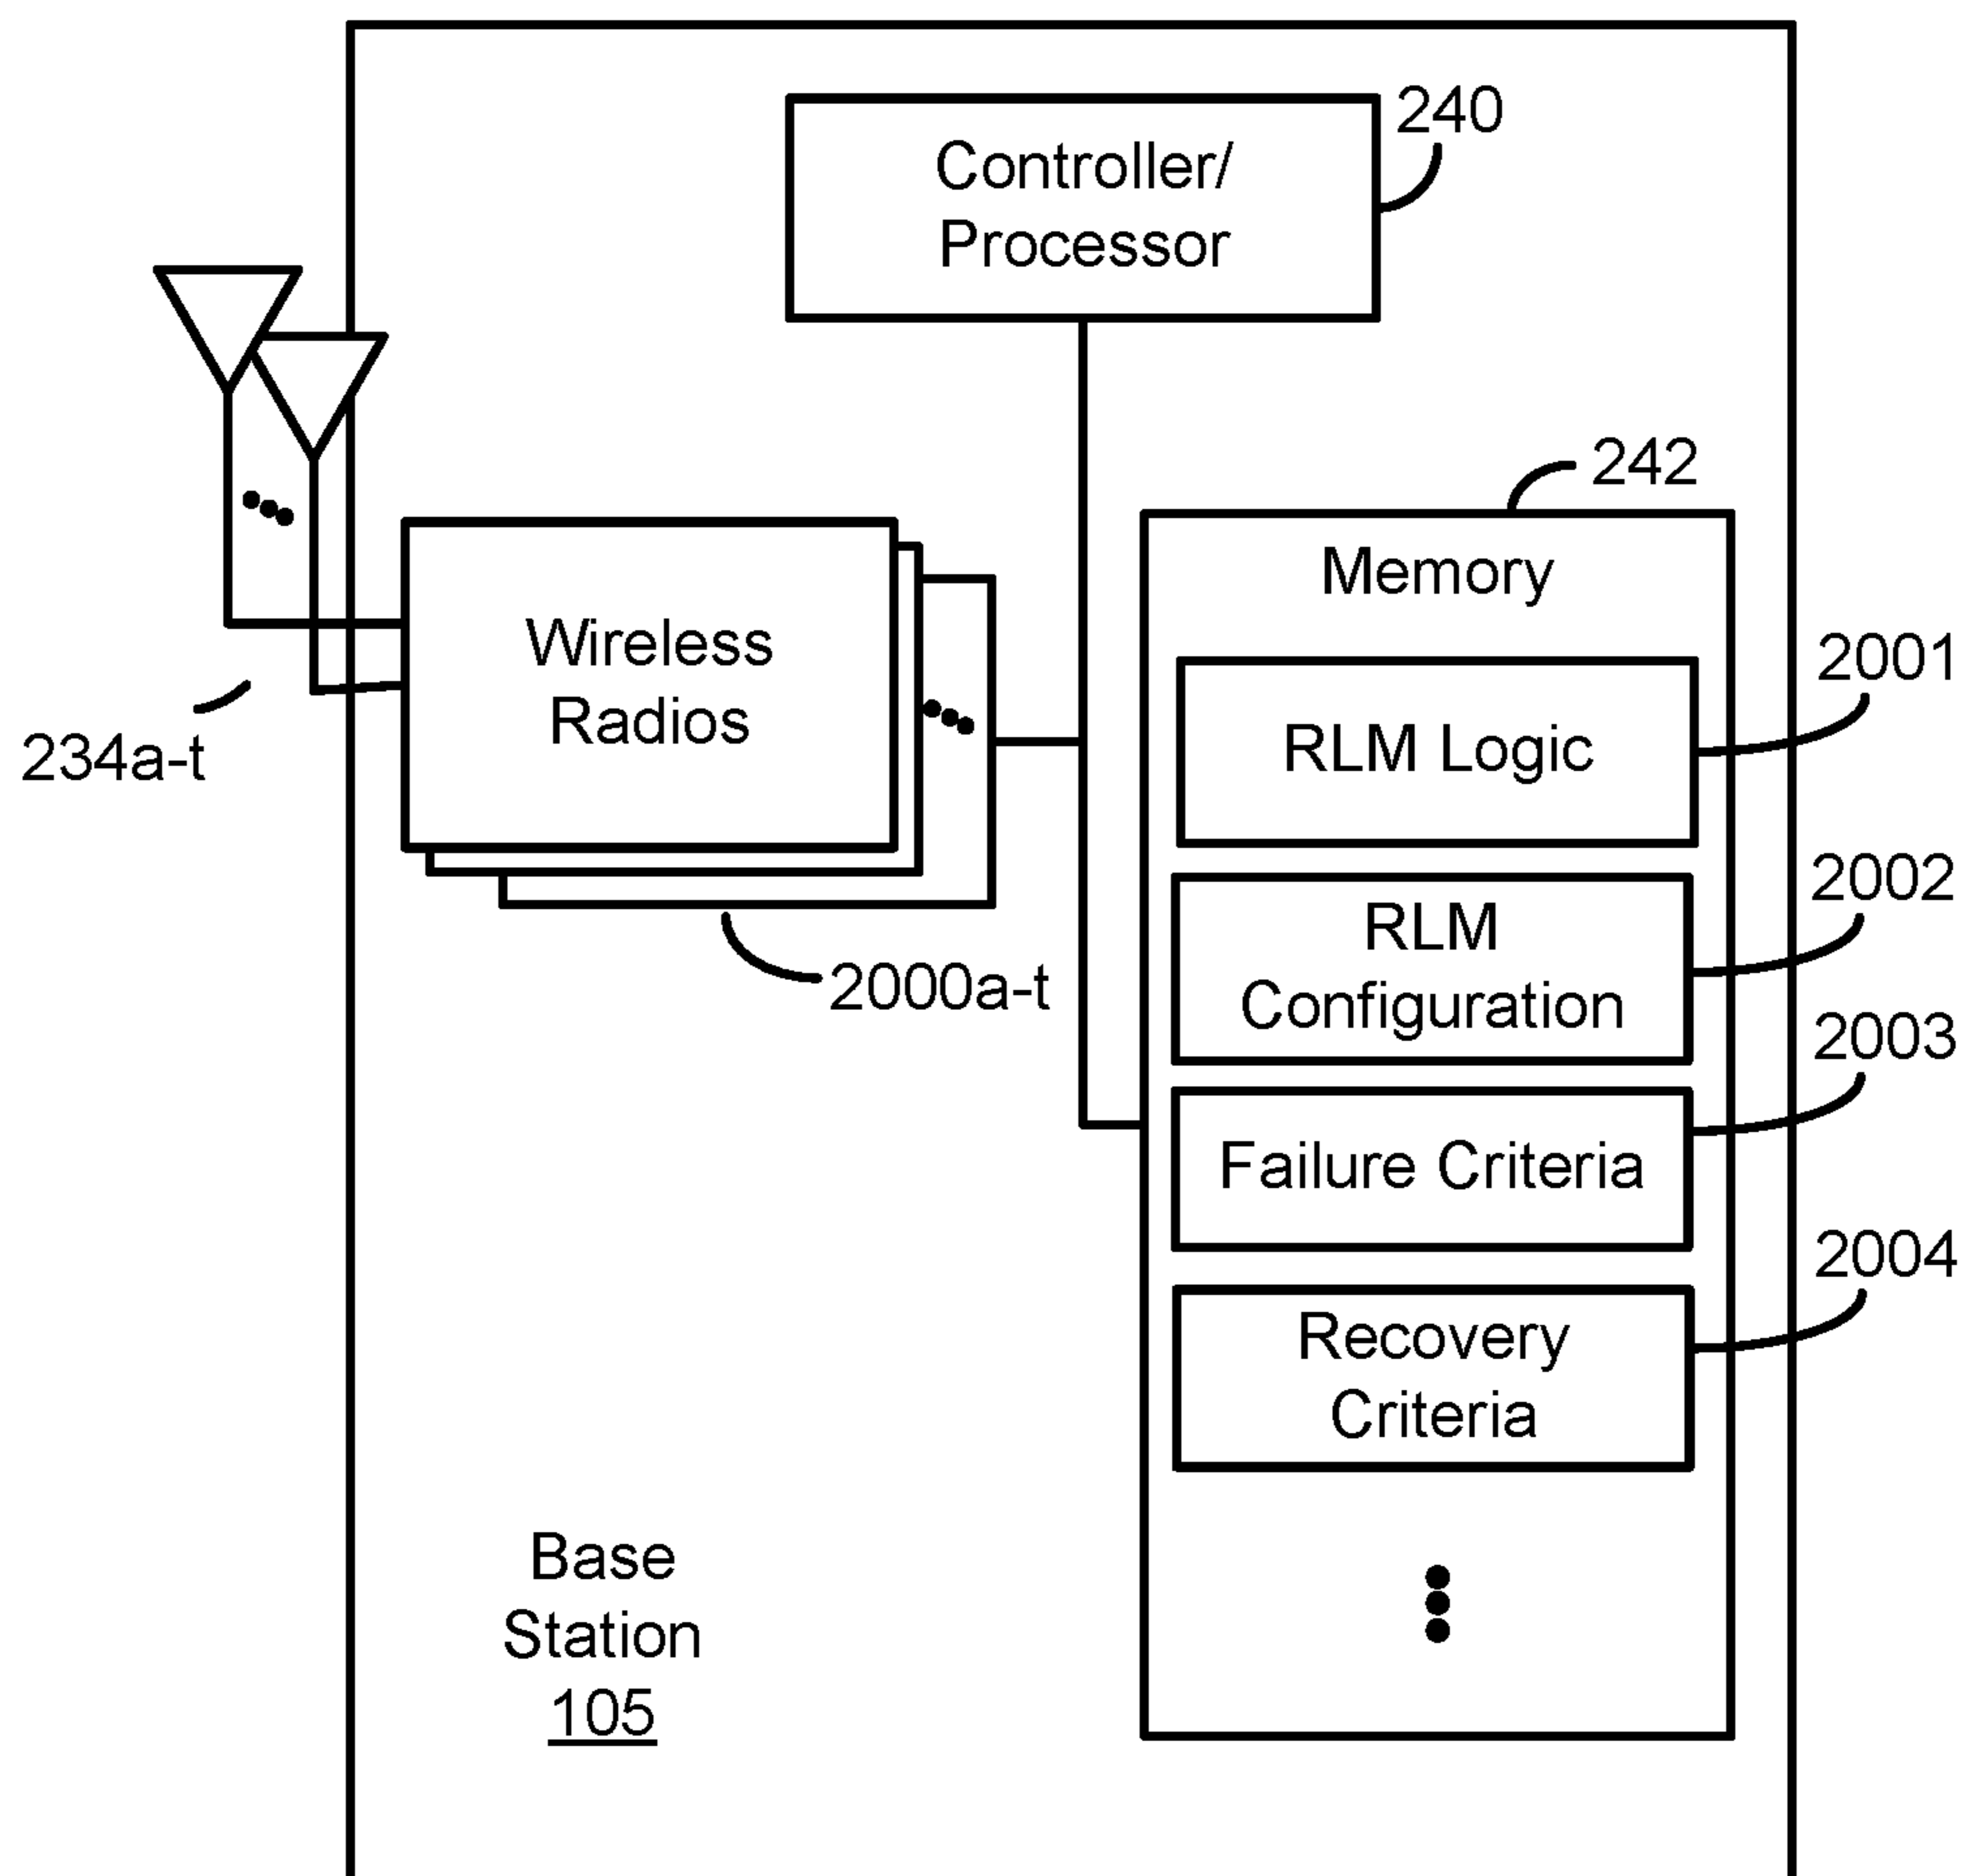 240
Controller/
Processor
242
Memory
Wireless
Radios
2001
RLM Logic
234a-t
2002
RLM
Configuration
2000a-t
2003
Failure Criteria
2004
Recovery
Criteria
Base
Station
105